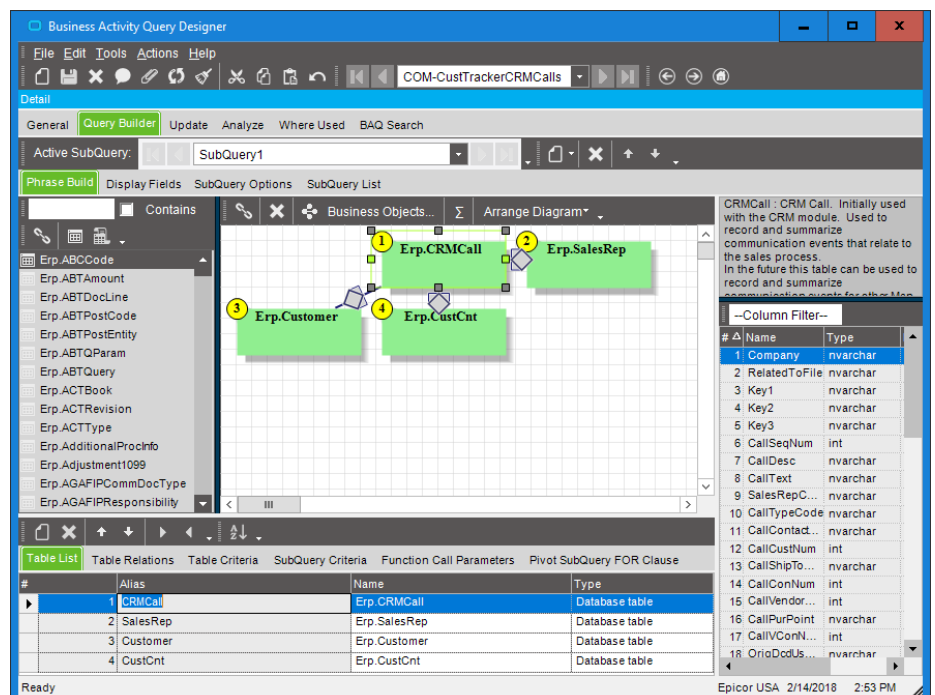 Business Activity Query Designer
File Edit Tools Actions Help
COM-CustTrackerCRMCalls
Detail
General Query Builder Update Analyze Where Used BAQ Search
Active SubQuery: SubQuery1
Phrase Build Display Fields SubQuery Options SubQuery List
Contains
Business Objects... Σ Arrange Diagram
Erp.ABCCode
Erp.ABTAmount
Erp.ABTDocLine
Erp.ABTPostCode
Erp.ABTPostEntity
Erp.ABTQParam
Erp.ABTQuery
Erp.ACTBook
Erp.ACTRevision
Erp.ACTType
Erp.AdditionalProcInfo
Erp.Adjustment1099
Erp.AGAFIPCommDocType
Erp.AGAFIPResponsibility
1 Erp.CRMCall
2 Erp.SalesRep
3 Erp.Customer
4 Erp.CustCnt
CRMCall : CRM Call. Initially used
with the CRM module. Used to
record and summarize
communication events that relate to
the sales process.
In the future this table can be used to
record and summarize
--Column Filter--
# Name Type
1 Company nvarchar
2 RelatedToFile nvarchar
3 Key1 nvarchar
4 Key2 nvarchar
5 Key3 nvarchar
6 CallSeqNum int
7 CallDesc nvarchar
8 CallText nvarchar
9 SalesRepC... nvarchar
10 CallTypeCode nvarchar
11 CallContact... nvarchar
12 CallCustNum int
13 CallShipTo... nvarchar
14 CallConNum int
15 CallVendor... int
16 CallPurPoint nvarchar
17 CallVConN... int
18 OrigDcdUs... nvarchar
Table List Table Relations Table Criteria SubQuery Criteria Function Call Parameters Pivot SubQuery FOR Clause
# Alias Name Type
1 CRMCall Erp.CRMCall Database table
2 SalesRep Erp.SalesRep Database table
3 Customer Erp.Customer Database table
4 CustCnt Erp.CustCnt Database table
Ready
Epicor USA 2/14/2018 2:53 PM